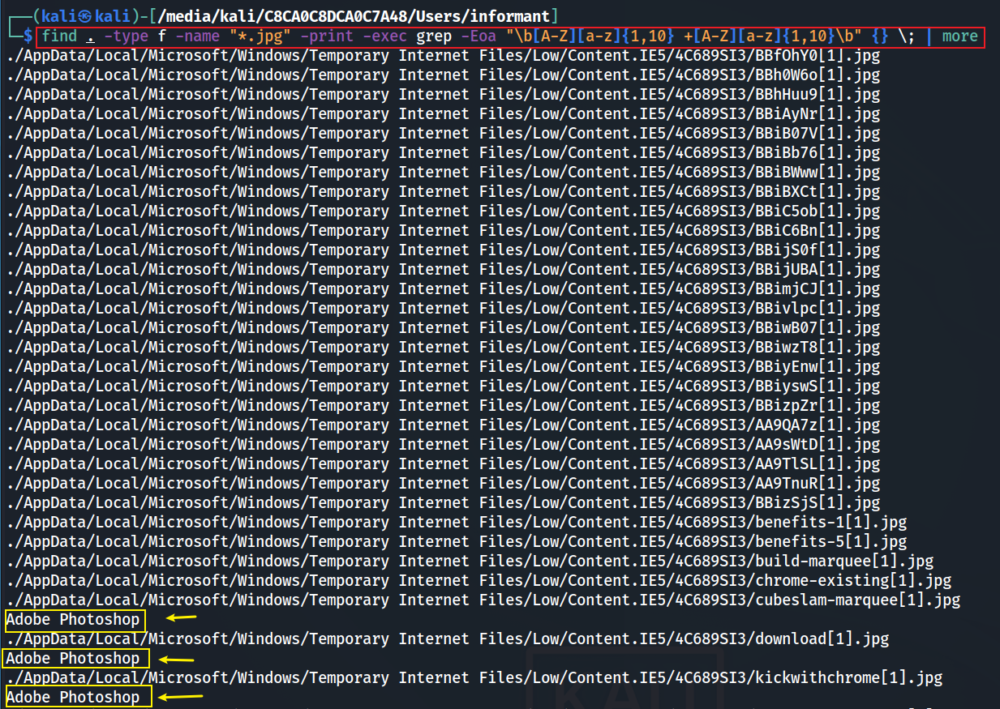 ┌──(kali㉿kali)-[/media/kali/C8CA0C8DCA0C7A48/Users/informant]
└─$ find . -type f -name "*.jpg" -print -exec grep -Eoa "\b[A-Z][a-z]{1,10} +[A-Z][a-z]{1,10}\b" {} \; | more
./AppData/Local/Microsoft/Windows/Temporary Internet Files/Low/Content.IE5/4C689SI3/BBfOhY0[1].jpg
./AppData/Local/Microsoft/Windows/Temporary Internet Files/Low/Content.IE5/4C689SI3/BBh0W6o[1].jpg
./AppData/Local/Microsoft/Windows/Temporary Internet Files/Low/Content.IE5/4C689SI3/BBhHuu9[1].jpg
./AppData/Local/Microsoft/Windows/Temporary Internet Files/Low/Content.IE5/4C689SI3/BBiAyNr[1].jpg
./AppData/Local/Microsoft/Windows/Temporary Internet Files/Low/Content.IE5/4C689SI3/BBiB07V[1].jpg
./AppData/Local/Microsoft/Windows/Temporary Internet Files/Low/Content.IE5/4C689SI3/BBiBb76[1].jpg
./AppData/Local/Microsoft/Windows/Temporary Internet Files/Low/Content.IE5/4C689SI3/BBiBWww[1].jpg
./AppData/Local/Microsoft/Windows/Temporary Internet Files/Low/Content.IE5/4C689SI3/BBiBXCt[1].jpg
./AppData/Local/Microsoft/Windows/Temporary Internet Files/Low/Content.IE5/4C689SI3/BBiC5ob[1].jpg
./AppData/Local/Microsoft/Windows/Temporary Internet Files/Low/Content.IE5/4C689SI3/BBiC6Bn[1].jpg
./AppData/Local/Microsoft/Windows/Temporary Internet Files/Low/Content.IE5/4C689SI3/BBijS0f[1].jpg
./AppData/Local/Microsoft/Windows/Temporary Internet Files/Low/Content.IE5/4C689SI3/BBijUBA[1].jpg
./AppData/Local/Microsoft/Windows/Temporary Internet Files/Low/Content.IE5/4C689SI3/BBimjCJ[1].jpg
./AppData/Local/Microsoft/Windows/Temporary Internet Files/Low/Content.IE5/4C689SI3/BBivlpc[1].jpg
./AppData/Local/Microsoft/Windows/Temporary Internet Files/Low/Content.IE5/4C689SI3/BBiwB07[1].jpg
./AppData/Local/Microsoft/Windows/Temporary Internet Files/Low/Content.IE5/4C689SI3/BBiwzT8[1].jpg
./AppData/Local/Microsoft/Windows/Temporary Internet Files/Low/Content.IE5/4C689SI3/BBiyEnw[1].jpg
./AppData/Local/Microsoft/Windows/Temporary Internet Files/Low/Content.IE5/4C689SI3/BBiyswS[1].jpg
./AppData/Local/Microsoft/Windows/Temporary Internet Files/Low/Content.IE5/4C689SI3/BBizpZr[1].jpg
./AppData/Local/Microsoft/Windows/Temporary Internet Files/Low/Content.IE5/4C689SI3/AA9QA7z[1].jpg
./AppData/Local/Microsoft/Windows/Temporary Internet Files/Low/Content.IE5/4C689SI3/AA9sWtD[1].jpg
./AppData/Local/Microsoft/Windows/Temporary Internet Files/Low/Content.IE5/4C689SI3/AA9TlSL[1].jpg
./AppData/Local/Microsoft/Windows/Temporary Internet Files/Low/Content.IE5/4C689SI3/AA9TnuR[1].jpg
./AppData/Local/Microsoft/Windows/Temporary Internet Files/Low/Content.IE5/4C689SI3/BBizSjS[1].jpg
./AppData/Local/Microsoft/Windows/Temporary Internet Files/Low/Content.IE5/4C689SI3/benefits-1[1].jpg
./AppData/Local/Microsoft/Windows/Temporary Internet Files/Low/Content.IE5/4C689SI3/benefits-5[1].jpg
./AppData/Local/Microsoft/Windows/Temporary Internet Files/Low/Content.IE5/4C689SI3/build-marquee[1].jpg
./AppData/Local/Microsoft/Windows/Temporary Internet Files/Low/Content.IE5/4C689SI3/chrome-existing[1].jpg
./AppData/Local/Microsoft/Windows/Temporary Internet Files/Low/Content.IE5/4C689SI3/cubeslam-marquee[1].jpg
Adobe Photoshop
./AppData/Local/Microsoft/Windows/Temporary Internet Files/Low/Content.IE5/4C689SI3/download[1].jpg
Adobe Photoshop
./AppData/Local/Microsoft/Windows/Temporary Internet Files/Low/Content.IE5/4C689SI3/kickwithchrome[1].jpg
Adobe Photoshop
KALI